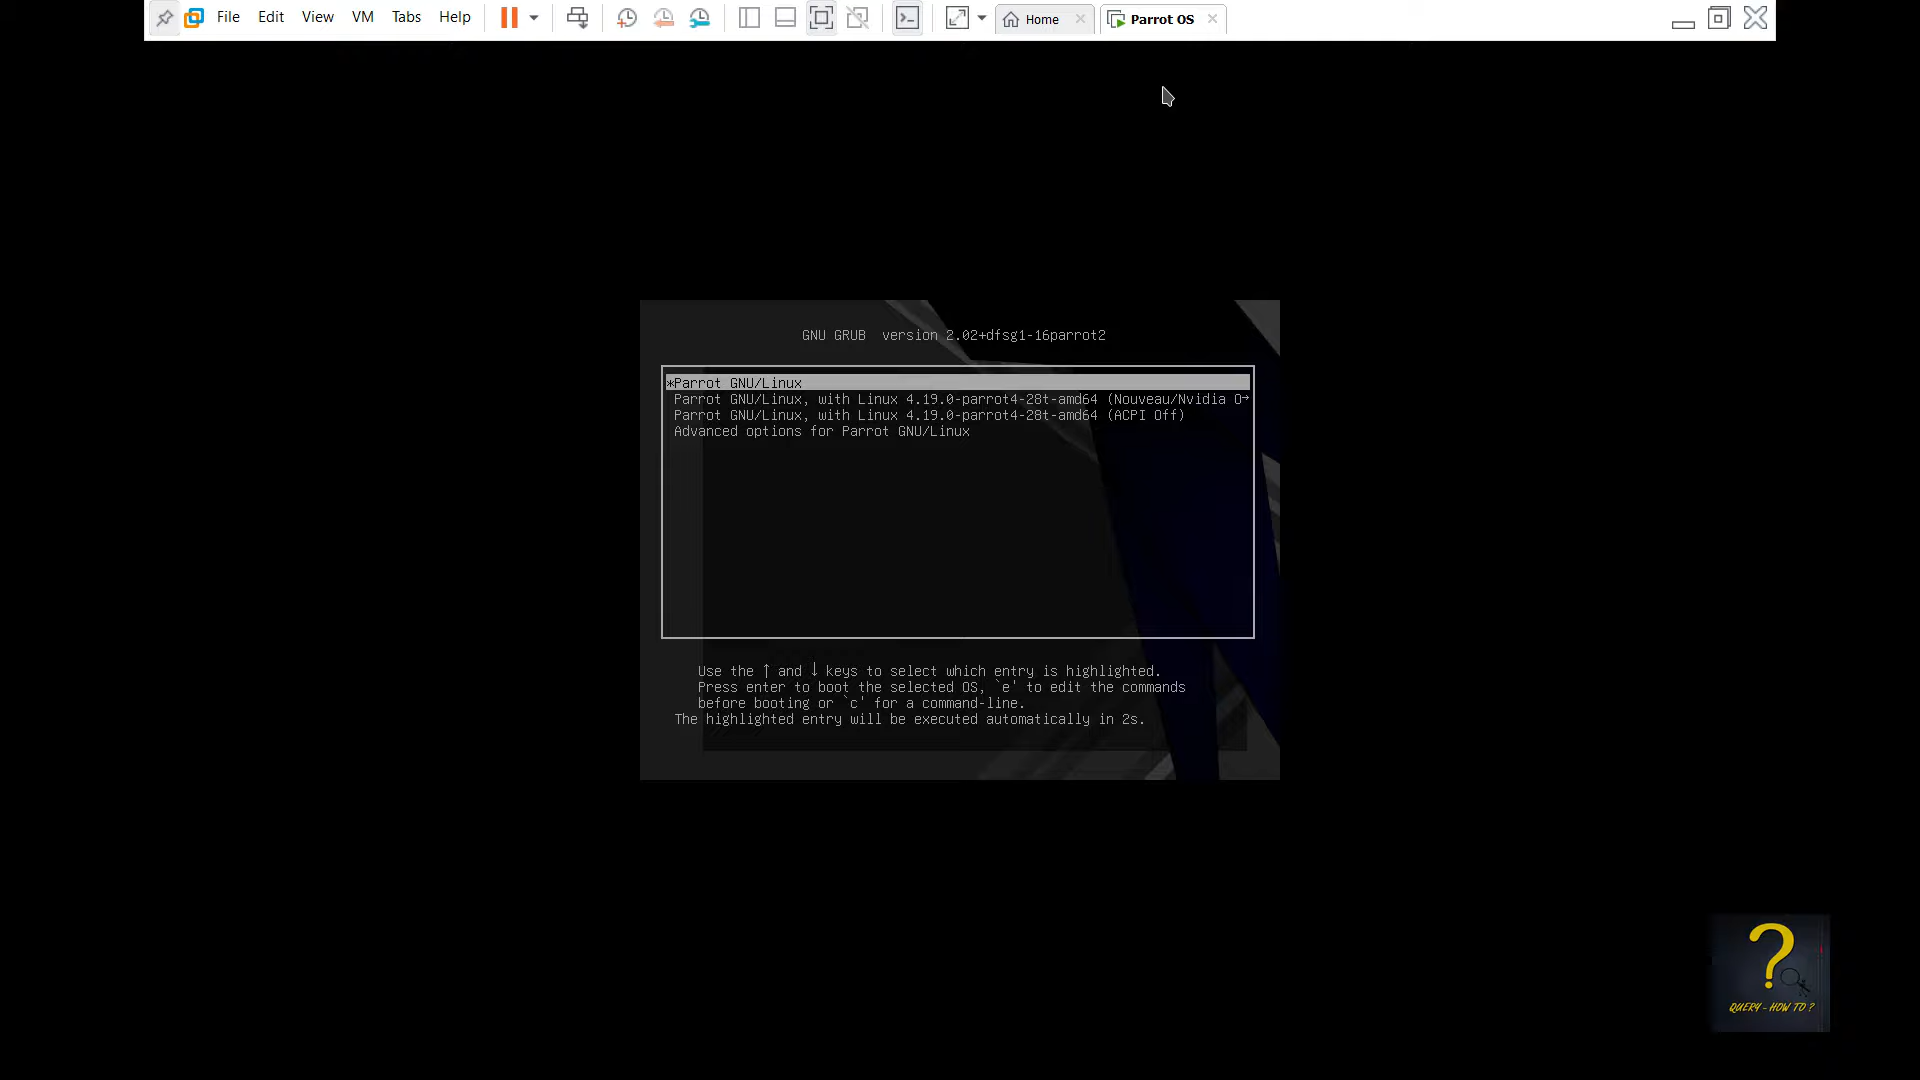 File Edit View VM Tabs Help Home Parrot OS
GNU GRUB version 2.02+dfsg1-16parrot2
*Parrot GNU/Linux
Parrot GNU/Linux, with Linux 4.19.0-parrot4-28t-amd64 (Nouveau/Nvidia O→
Parrot GNU/Linux, with Linux 4.19.0-parrot4-28t-amd64 (ACPI Off)
Advanced options for Parrot GNU/Linux
Use the ↑ and ↓ keys to select which entry is highlighted.
Press enter to boot the selected OS, `e' to edit the commands
before booting or `c' for a command-line.
The highlighted entry will be executed automatically in 2s.
?
QUERY - HOW TO ?